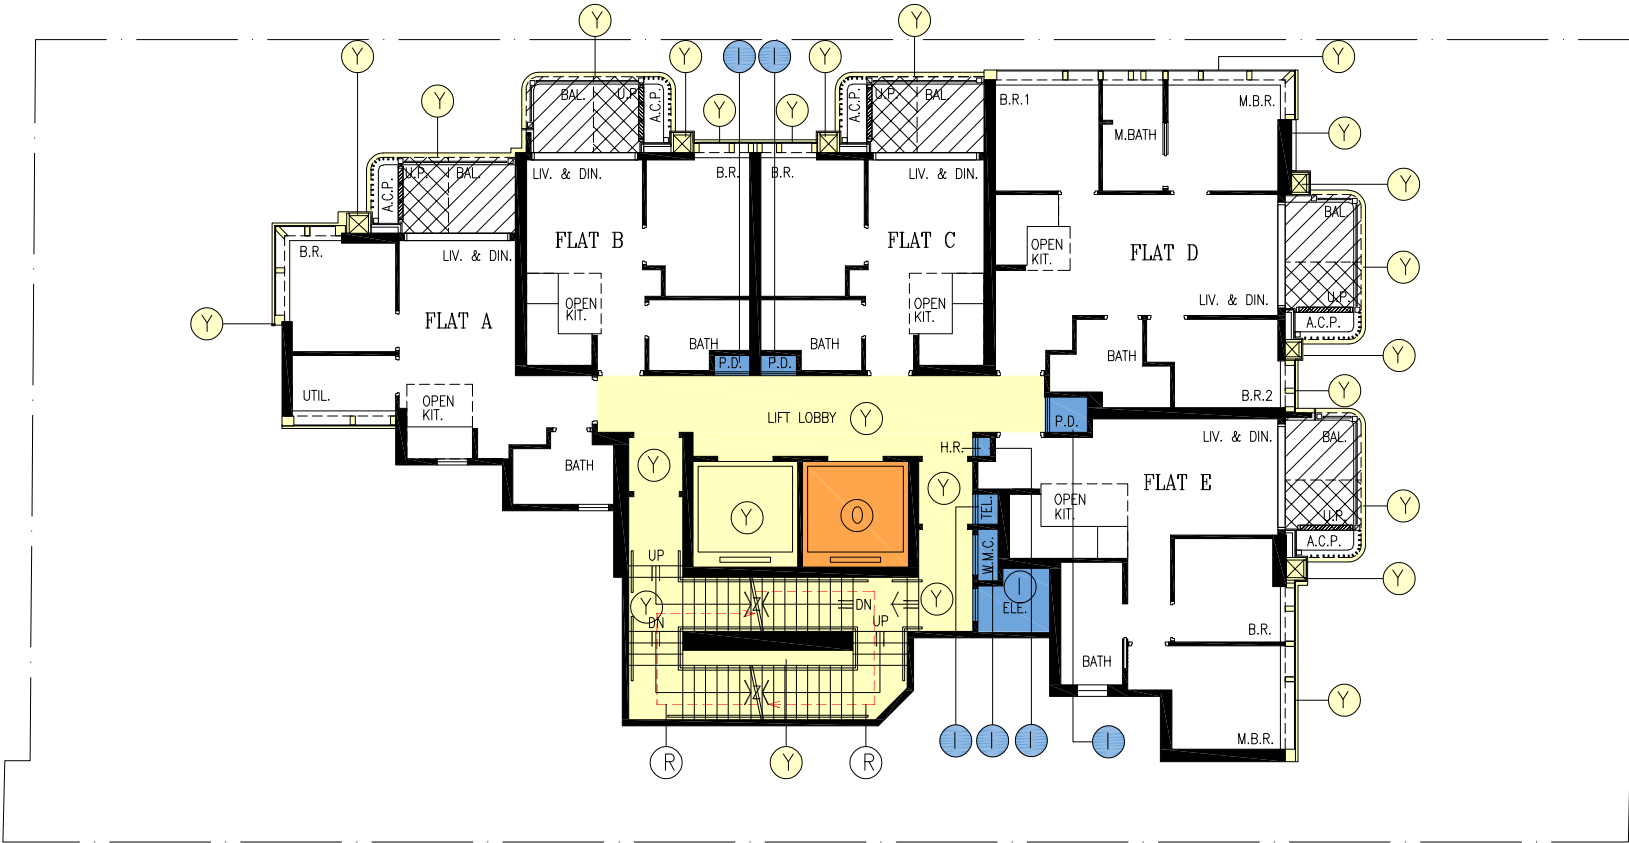 Y
Y
Y
Y
I
I
Y
Y
Y
Y
Y
Y
BAL.
U.P.
A.C.P.
A.C.P.
U.P.
BAL.
B.R.1
M.B.R.
M.BATH
U.P.
BAL.
A.C.P.
LIV. & DIN.
B.R.
B.R.
LIV. & DIN.
Y
BAL.
FLAT B
FLAT C
OPEN
KIT.
FLAT D
B.R.
LIV. & DIN.
Y
U.P.
LIV. & DIN.
A.C.P.
OPEN
KIT.
OPEN
KIT.
Y
FLAT A
BATH
BATH
BATH
Y
P.D.
P.D.
UTIL.
OPEN
KIT.
B.R.2
Y
LIFT LOBBY
Y
P.D.
LIV. & DIN.
BAL.
H.R.
BATH
Y
Y
FLAT E
OPEN
KIT.
TEL.
Y
O
U.P.
Y
A.C.P.
W.M.C.
UP
Y
I
Y
Y
DN
ELE.
DN
UP
B.R.
BATH
Y
M.B.R.
I
I
I
I
R
Y
R